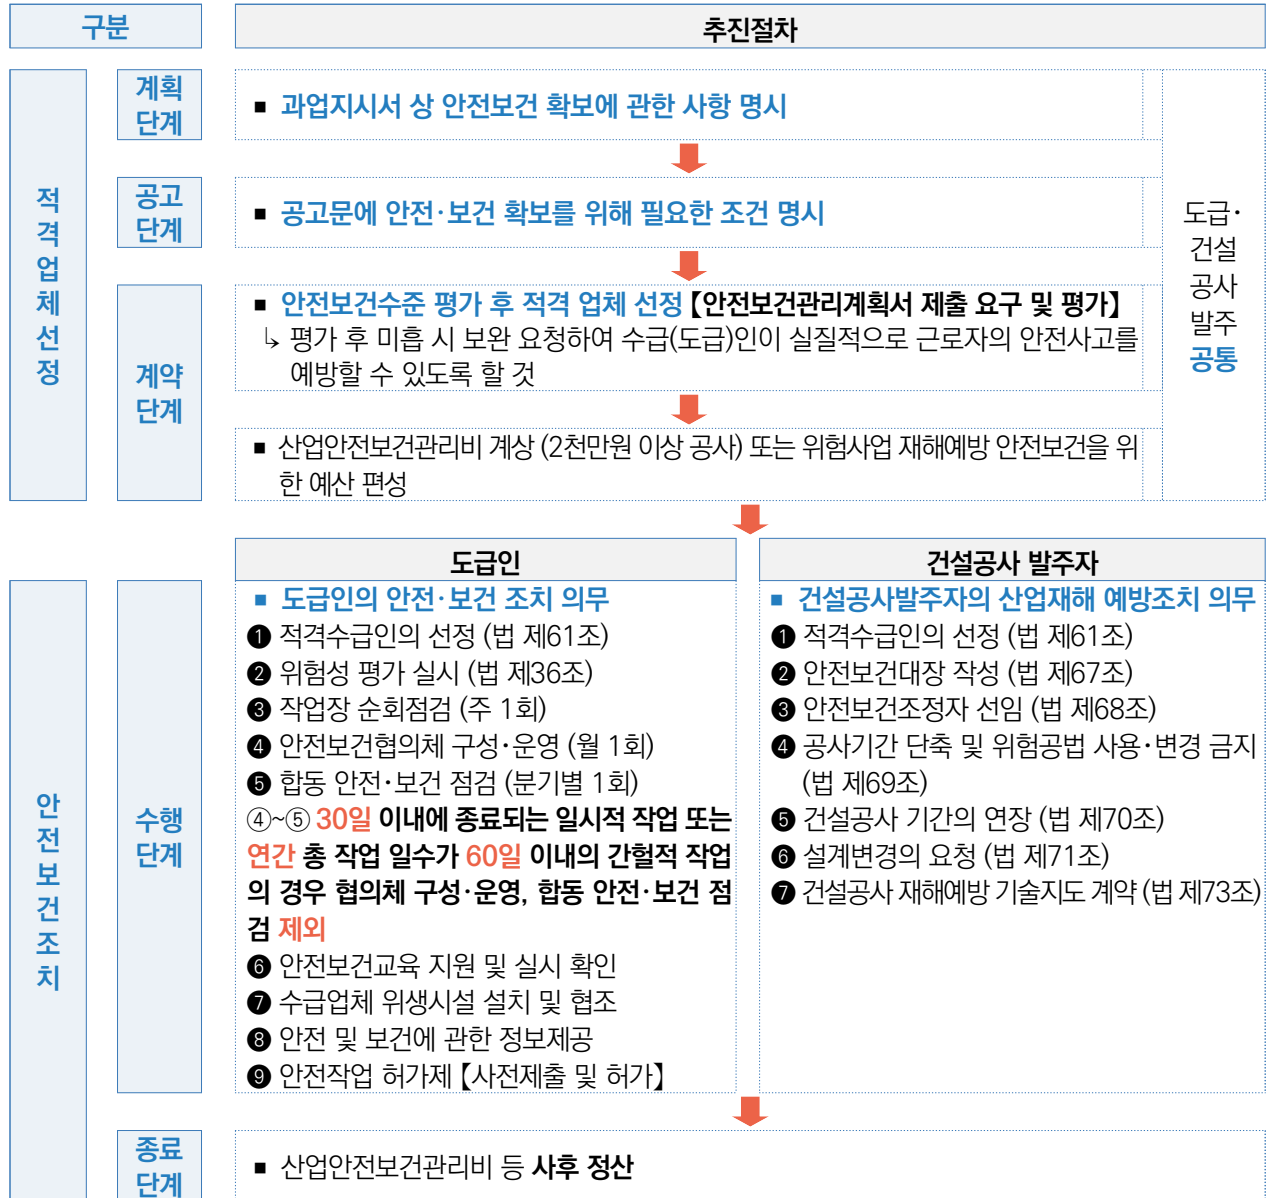 구분
추진절차
적격업체선정
계획
단계
■ 과업지시서 상 안전보건 확보에 관한 사항 명시
공고
단계
■ 공고문에 안전·보건 확보를 위해 필요한 조건 명시
계약
단계
■ 안전보건수준 평가 후 적격 업체 선정【안전보건관리계획서 제출 요구 및 평가】
↳ 평가 후 미흡 시 보완 요청하여 수급(도급)인이 실질적으로 근로자의 안전사고를
예방할 수 있도록 할 것
■ 산업안전보건관리비 계상 (2천만원 이상 공사) 또는 위험사업 재해예방 안전보건을 위
한 예산 편성
도급·
건설
공사
발주
공통
안전보건조치
수행
단계
도급인
■ 도급인의 안전·보건 조치 의무
❶ 적격수급인의 선정 (법 제61조)
❷ 위험성 평가 실시 (법 제36조)
❸ 작업장 순회점검 (주 1회)
❹ 안전보건협의체 구성·운영 (월 1회)
❺ 합동 안전·보건 점검 (분기별 1회)
④~⑤ 30일 이내에 종료되는 일시적 작업 또는
연간 총 작업 일수가 60일 이내의 간헐적 작업
의 경우 협의체 구성·운영, 합동 안전·보건 점
검 제외
❻ 안전보건교육 지원 및 실시 확인
❼ 수급업체 위생시설 설치 및 협조
❽ 안전 및 보건에 관한 정보제공
❾ 안전작업 허가제【사전제출 및 허가】
건설공사 발주자
■ 건설공사발주자의 산업재해 예방조치 의무
❶ 적격수급인의 선정 (법 제61조)
❷ 안전보건대장 작성 (법 제67조)
❸ 안전보건조정자 선임 (법 제68조)
❹ 공사기간 단축 및 위험공법 사용·변경 금지
(법 제69조)
❺ 건설공사 기간의 연장 (법 제70조)
❻ 설계변경의 요청 (법 제71조)
❼ 건설공사 재해예방 기술지도 계약 (법 제73조)
종료
단계
■ 산업안전보건관리비 등 사후 정산